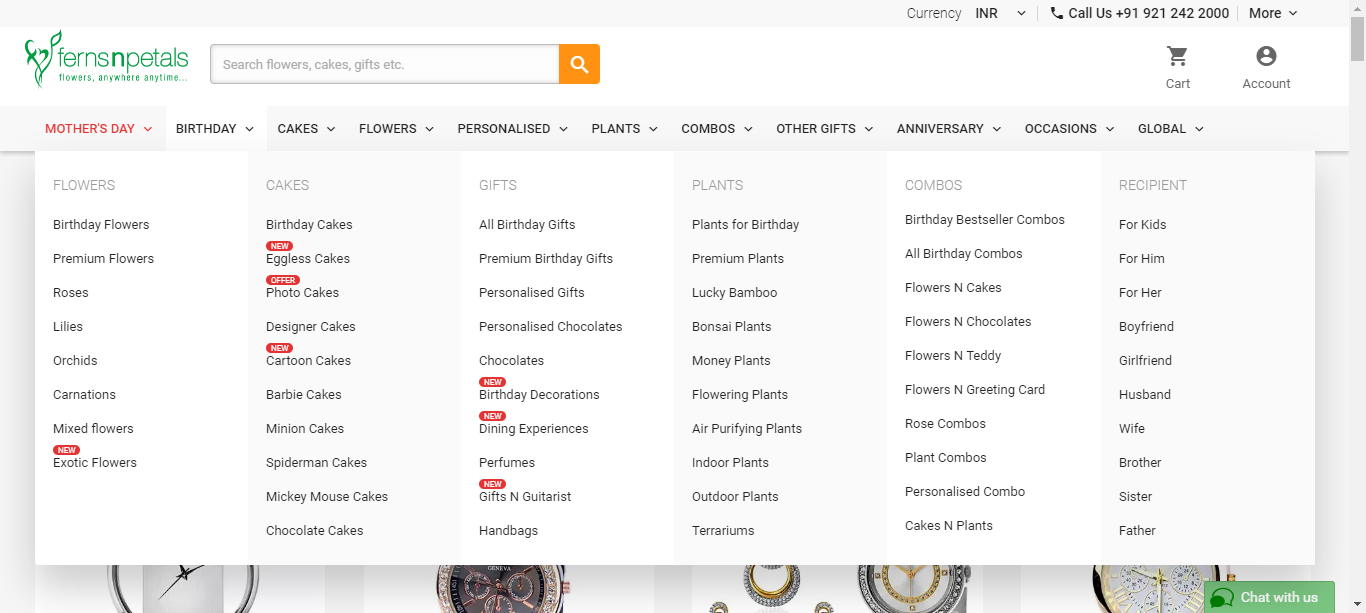 Currency INR Call Us +91 921 242 2000 More
fernsnpetals
flowers, anywhere anytime...
Search flowers, cakes, gifts etc.
Cart
Account
MOTHER'S DAY BIRTHDAY CAKES FLOWERS PERSONALISED PLANTS COMBOS OTHER GIFTS ANNIVERSARY OCCASIONS GLOBAL
FLOWERS
Birthday Flowers
Premium Flowers
Roses
Lilies
Orchids
Carnations
Mixed flowers
NEW
Exotic Flowers
CAKES
Birthday Cakes
NEW
Eggless Cakes
OFFER
Photo Cakes
Designer Cakes
NEW
Cartoon Cakes
Barbie Cakes
Minion Cakes
Spiderman Cakes
Mickey Mouse Cakes
Chocolate Cakes
GIFTS
All Birthday Gifts
Premium Birthday Gifts
Personalised Gifts
Personalised Chocolates
Chocolates
NEW
Birthday Decorations
NEW
Dining Experiences
Perfumes
NEW
Gifts N Guitarist
Handbags
PLANTS
Plants for Birthday
Premium Plants
Lucky Bamboo
Bonsai Plants
Money Plants
Flowering Plants
Air Purifying Plants
Indoor Plants
Outdoor Plants
Terrariums
COMBOS
Birthday Bestseller Combos
All Birthday Combos
Flowers N Cakes
Flowers N Chocolates
Flowers N Teddy
Flowers N Greeting Card
Rose Combos
Plant Combos
Personalised Combo
Cakes N Plants
RECIPIENT
For Kids
For Him
For Her
Boyfriend
Girlfriend
Husband
Wife
Brother
Sister
Father
GENEVA
Chat with us